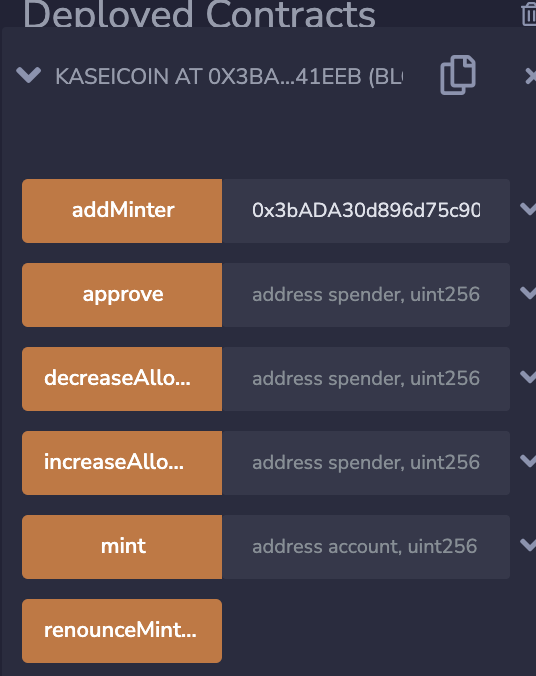 Deployed Contracts
KASEICOIN AT 0X3BA...41EEB (BL
addMinter 0x3bADA30d896d75c90
approve address spender, uint256
decreaseAllo... address spender, uint256
increaseAllo... address spender, uint256
mint address account, uint256
renounceMint...